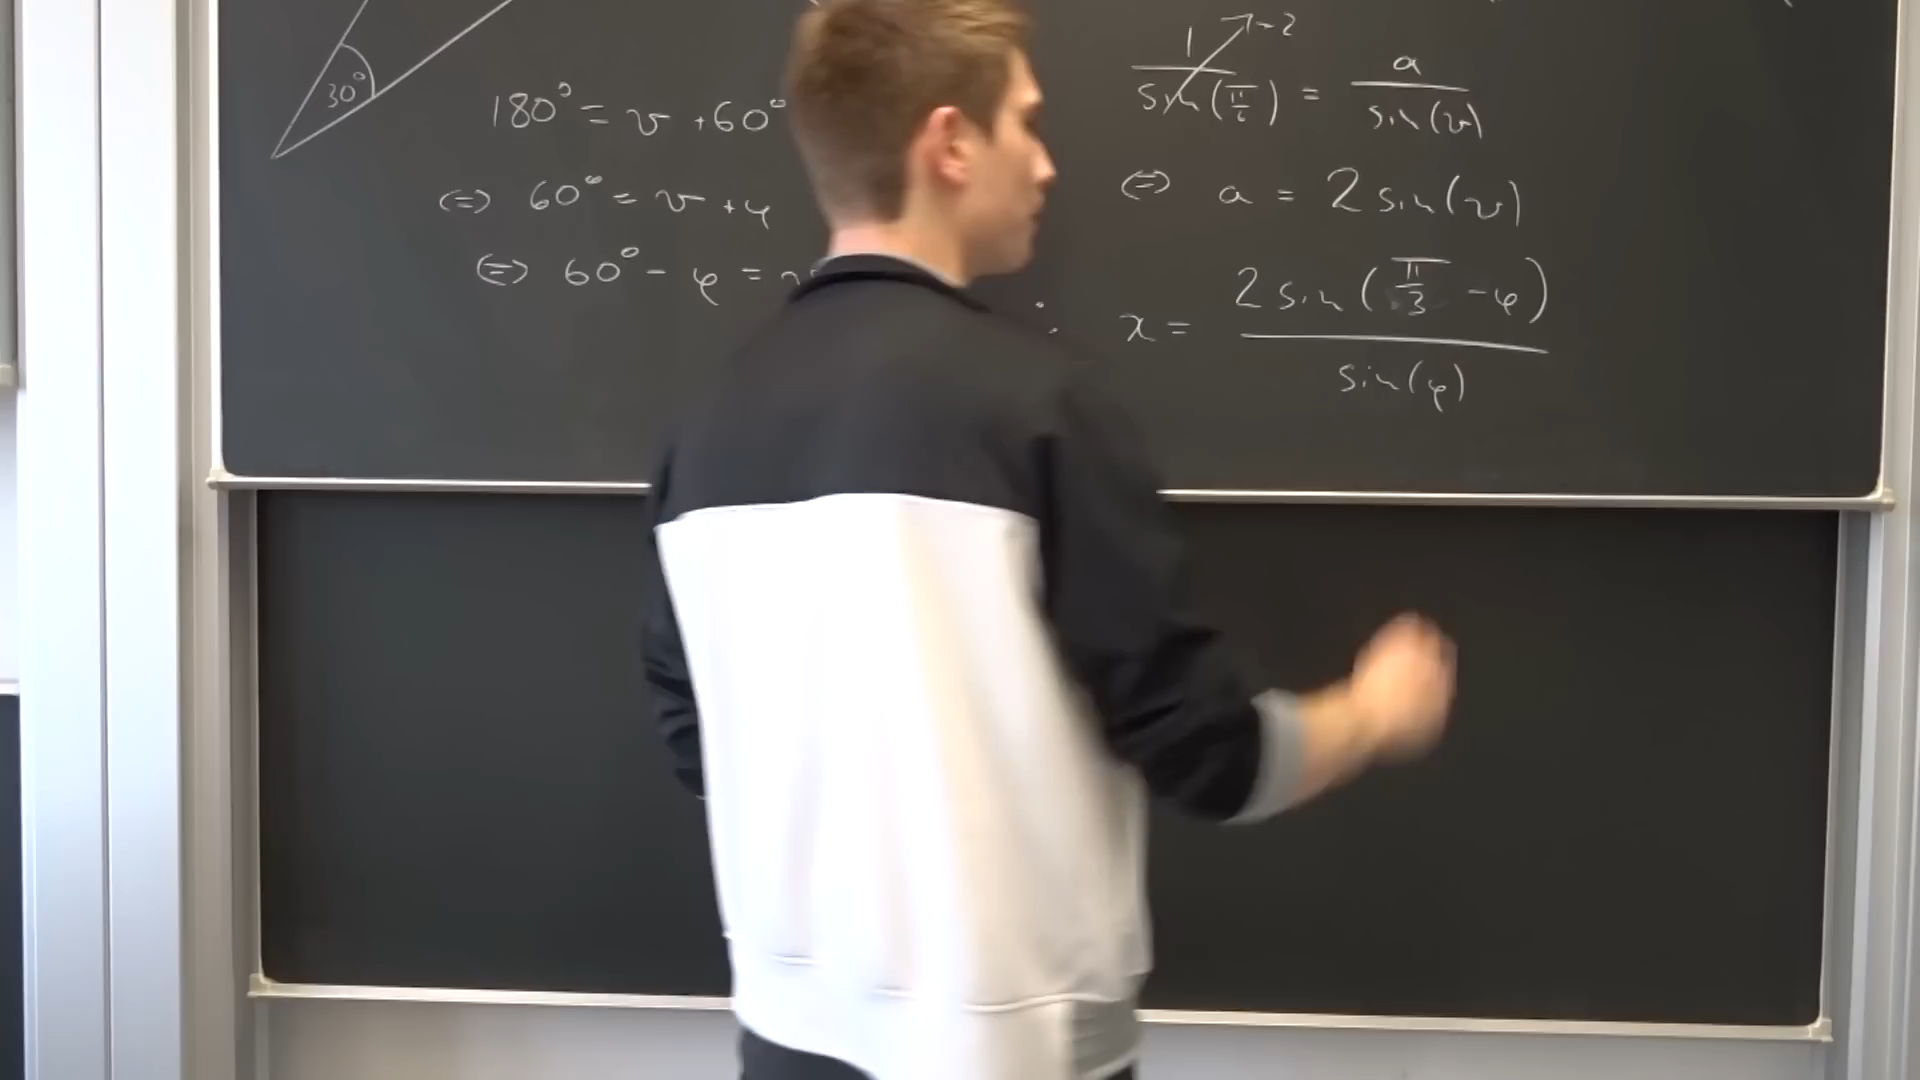 30°
180° = v + 60°
⇔ 60° = v + φ
⇔ 60° - φ =
1 / sin(π/6) → 2 = a / sin(v)
⇔ a = 2 sin(v)
∴ x = 2 sin(π/3 - φ) / sin(φ)